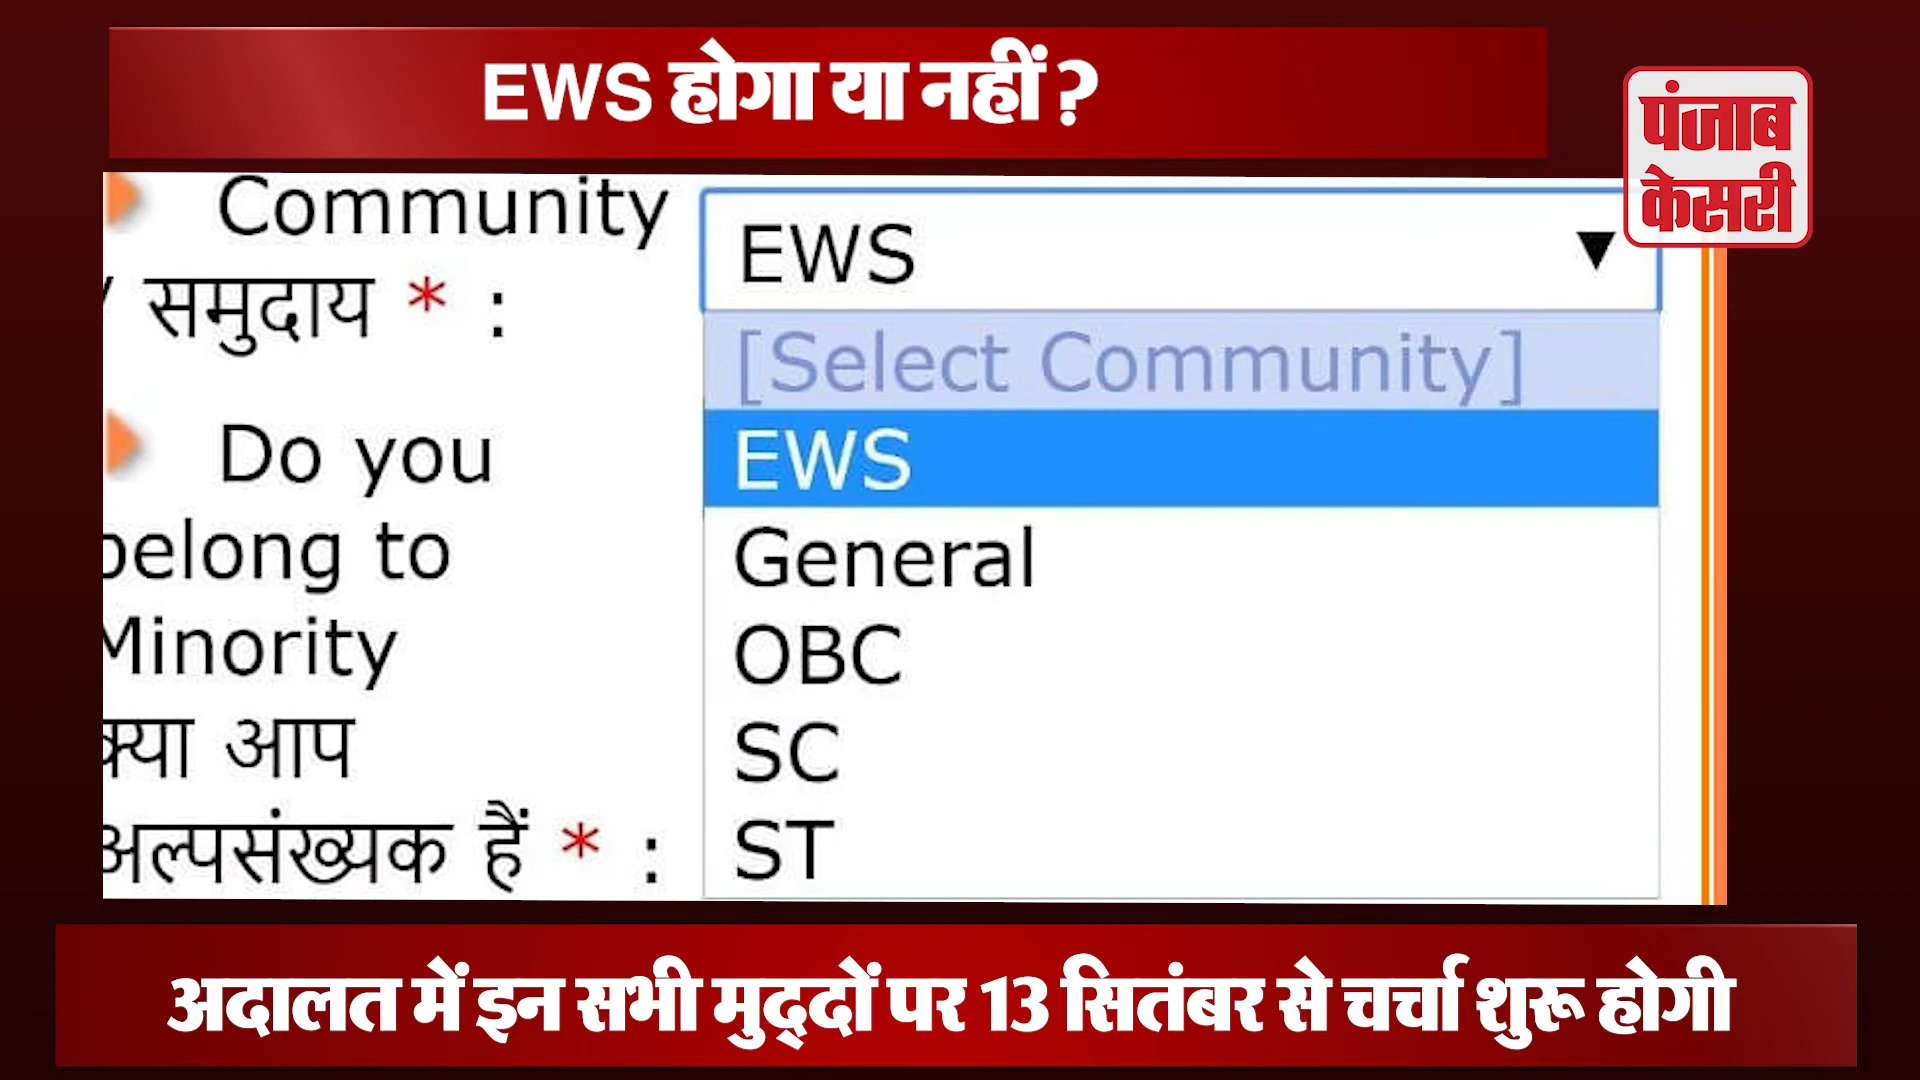 EWS होगा या नहीं?
पंजाब
केसरी
Community
/ समुदाय * :
EWS
[Select Community]
EWS
General
OBC
SC
ST
Do you
belong to
Minority
क्या आप
अल्पसंख्यक हैं * :
अदालत में इन सभी मुद्दों पर 13 सितंबर से चर्चा शुरू होगी